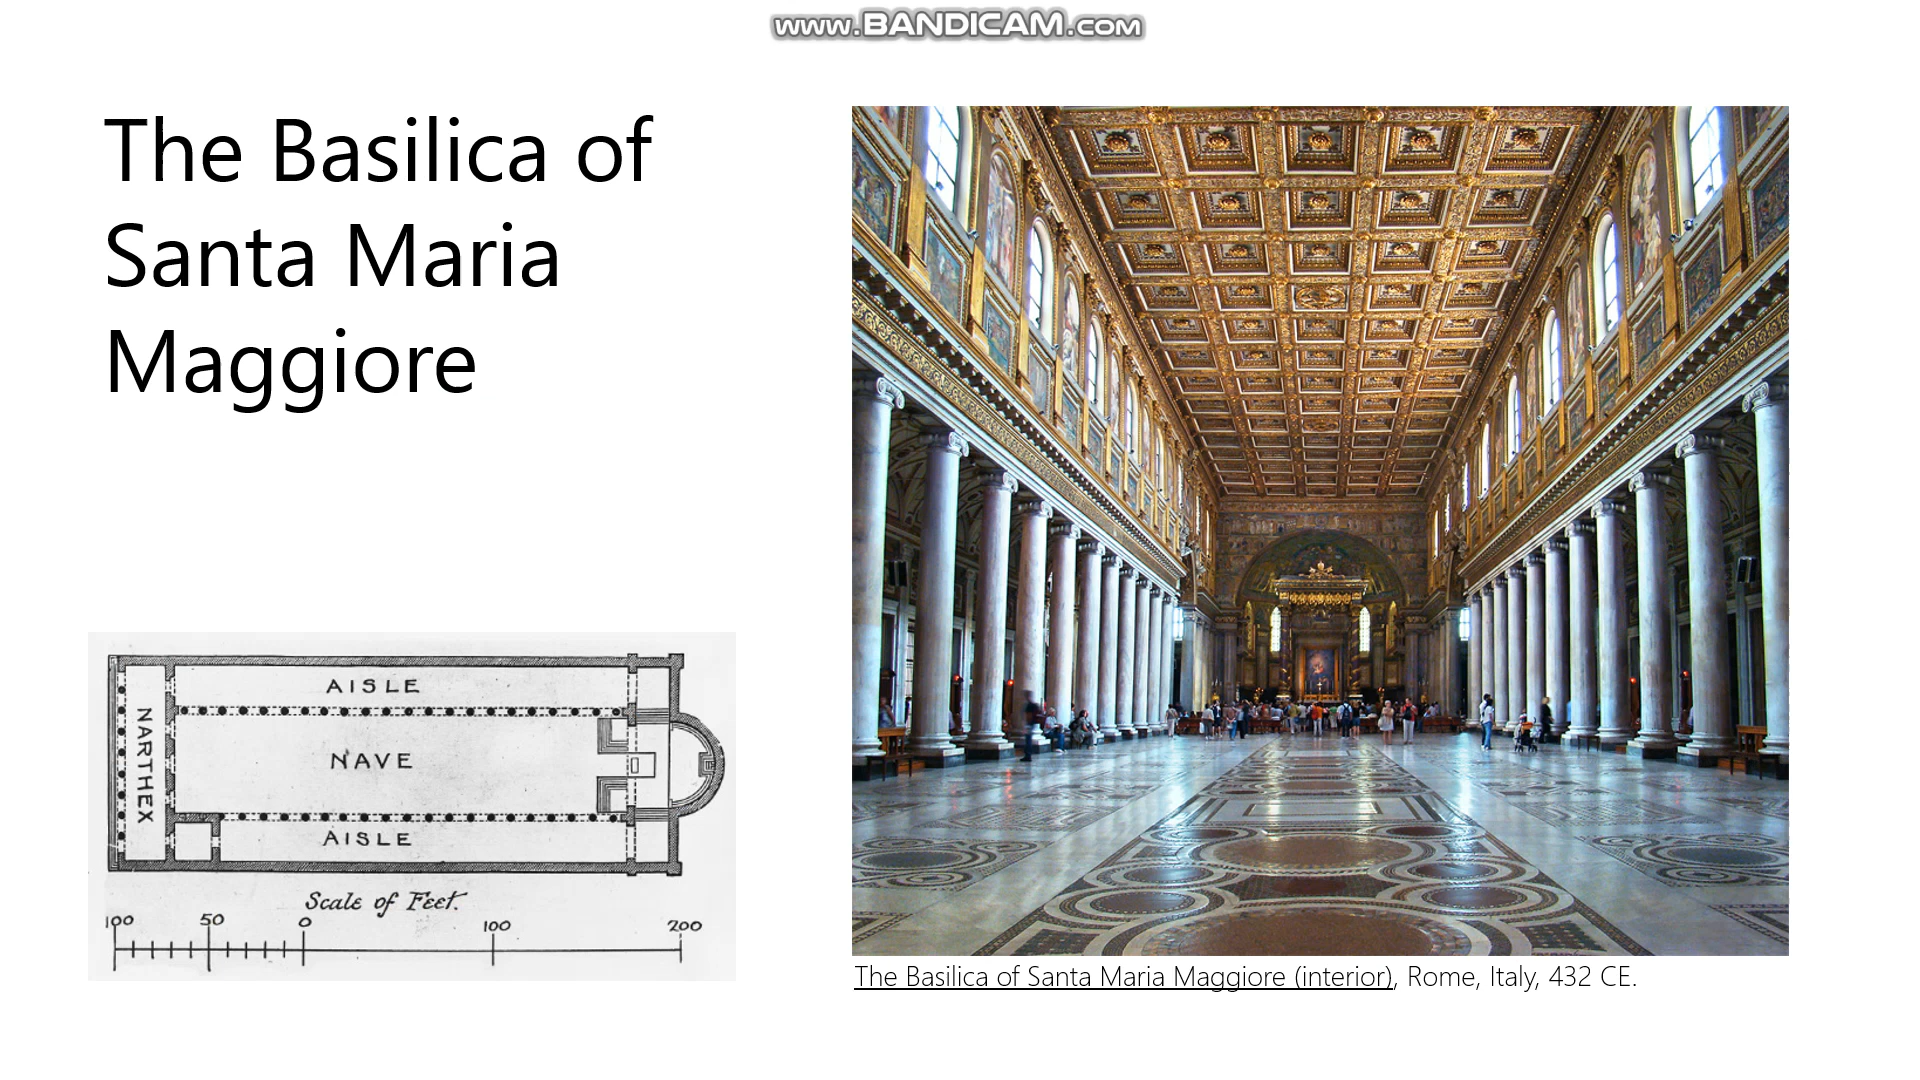 www.BANDICAM.com
The Basilica of
Santa Maria
Maggiore
AISLE
NARTHEX
NAVE
AISLE
Scale of Feet.
100 50 0 100 200
The Basilica of Santa Maria Maggiore (interior), Rome, Italy, 432 CE.